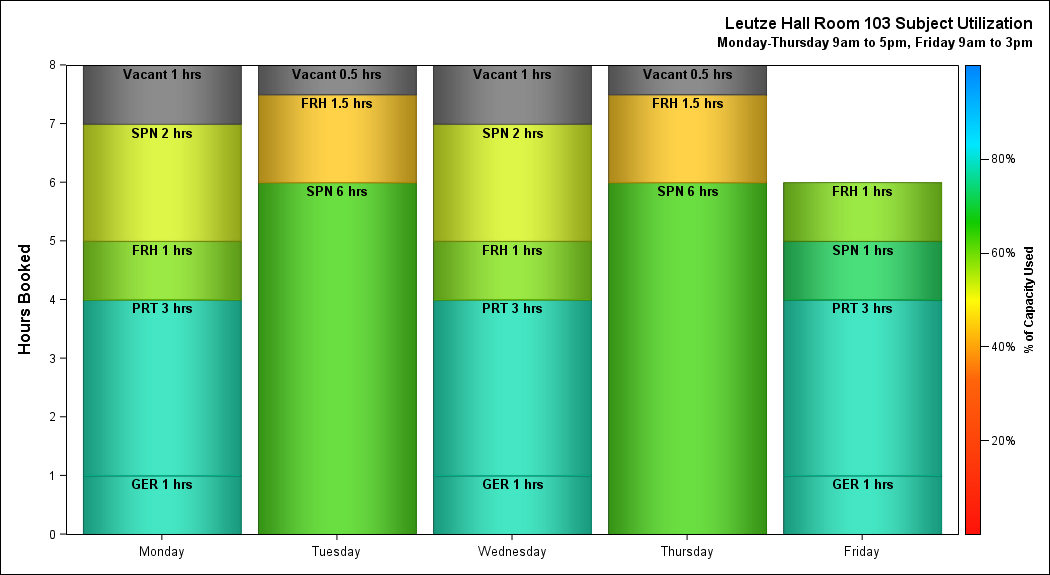 Leutze Hall Room 103 Subject Utilization
Monday-Thursday 9am to 5pm, Friday 9am to 3pm
Hours Booked
8
7
6
5
4
3
2
1
0
Vacant 1 hrs
SPN 2 hrs
FRH 1 hrs
PRT 3 hrs
GER 1 hrs
Vacant 0.5 hrs
FRH 1.5 hrs
SPN 6 hrs
Vacant 1 hrs
SPN 2 hrs
FRH 1 hrs
PRT 3 hrs
GER 1 hrs
Vacant 0.5 hrs
FRH 1.5 hrs
SPN 6 hrs
FRH 1 hrs
SPN 1 hrs
PRT 3 hrs
GER 1 hrs
Monday
Tuesday
Wednesday
Thursday
Friday
80%
60%
40%
20%
% of Capacity Used